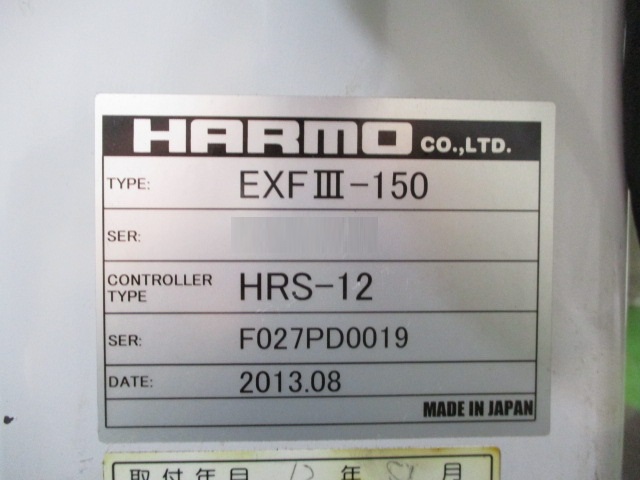 HARMO CO.,LTD.
TYPE: EXFⅢ-150
SER:
CONTROLLER TYPE HRS-12
SER: F027PD0019
DATE: 2013.08
MADE IN JAPAN
取付年月 年 月